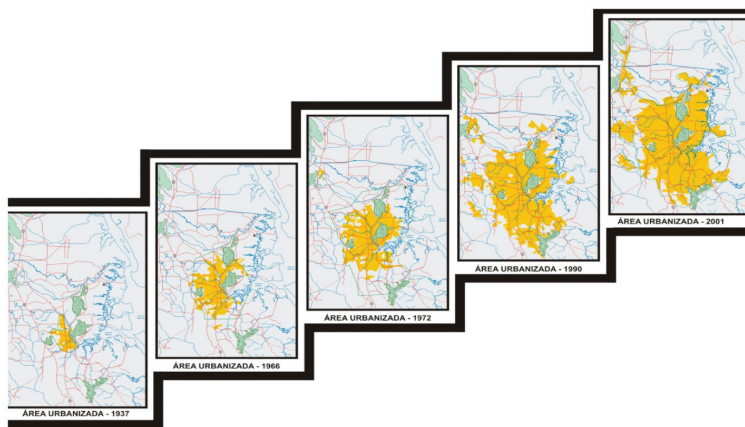 ÁREA URBANIZADA - 1937
ÁREA URBANIZADA - 1966
ÁREA URBANIZADA - 1972
ÁREA URBANIZADA - 1990
ÁREA URBANIZADA - 2001